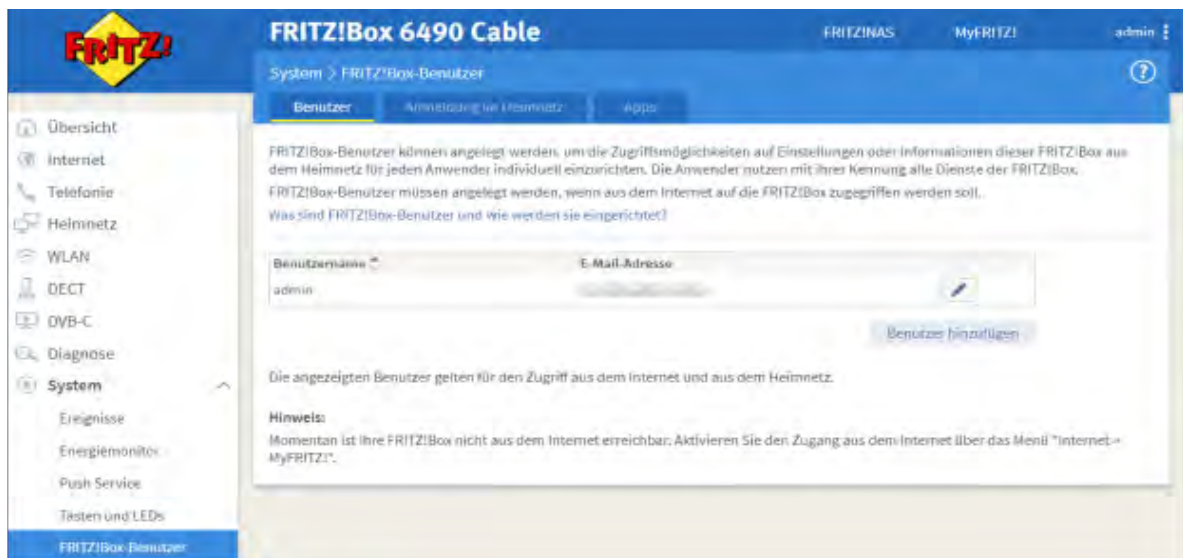 FRITZ!
FRITZ!Box 6490 Cable
FRITZ!NAS
MyFRITZ!
admin
System > FRITZ!Box-Benutzer
?
Benutzer
Anmeldung im Heimnetz
Apps
Übersicht
Internet
Telefonie
Heimnetz
WLAN
DECT
DVB-C
Diagnose
System
Ereignisse
Energiemonitor
Push Service
Tasten und LEDs
FRITZ!Box-Benutzer
FRITZ!Box-Benutzer können angelegt werden, um die Zugriffsmöglichkeiten auf Einstellungen oder Informationen dieser FRITZ!Box aus
dem Heimnetz für jeden Anwender individuell einzurichten. Die Anwender nutzen mit ihrer Kennung alle Dienste der FRITZ!Box.
FRITZ!Box-Benutzer müssen angelegt werden, wenn aus dem Internet auf die FRITZ!Box zugegriffen werden soll.
Was sind FRITZ!Box-Benutzer und wie werden sie eingerichtet?
Benutzername
E-Mail-Adresse
admin
Benutzer hinzufügen
Die angezeigten Benutzer gelten für den Zugriff aus dem Internet und aus dem Heimnetz.
Hinweis:
Momentan ist Ihre FRITZ!Box nicht aus dem Internet erreichbar. Aktivieren Sie den Zugang aus dem Internet über das Menü "Internet >
MyFRITZ!".